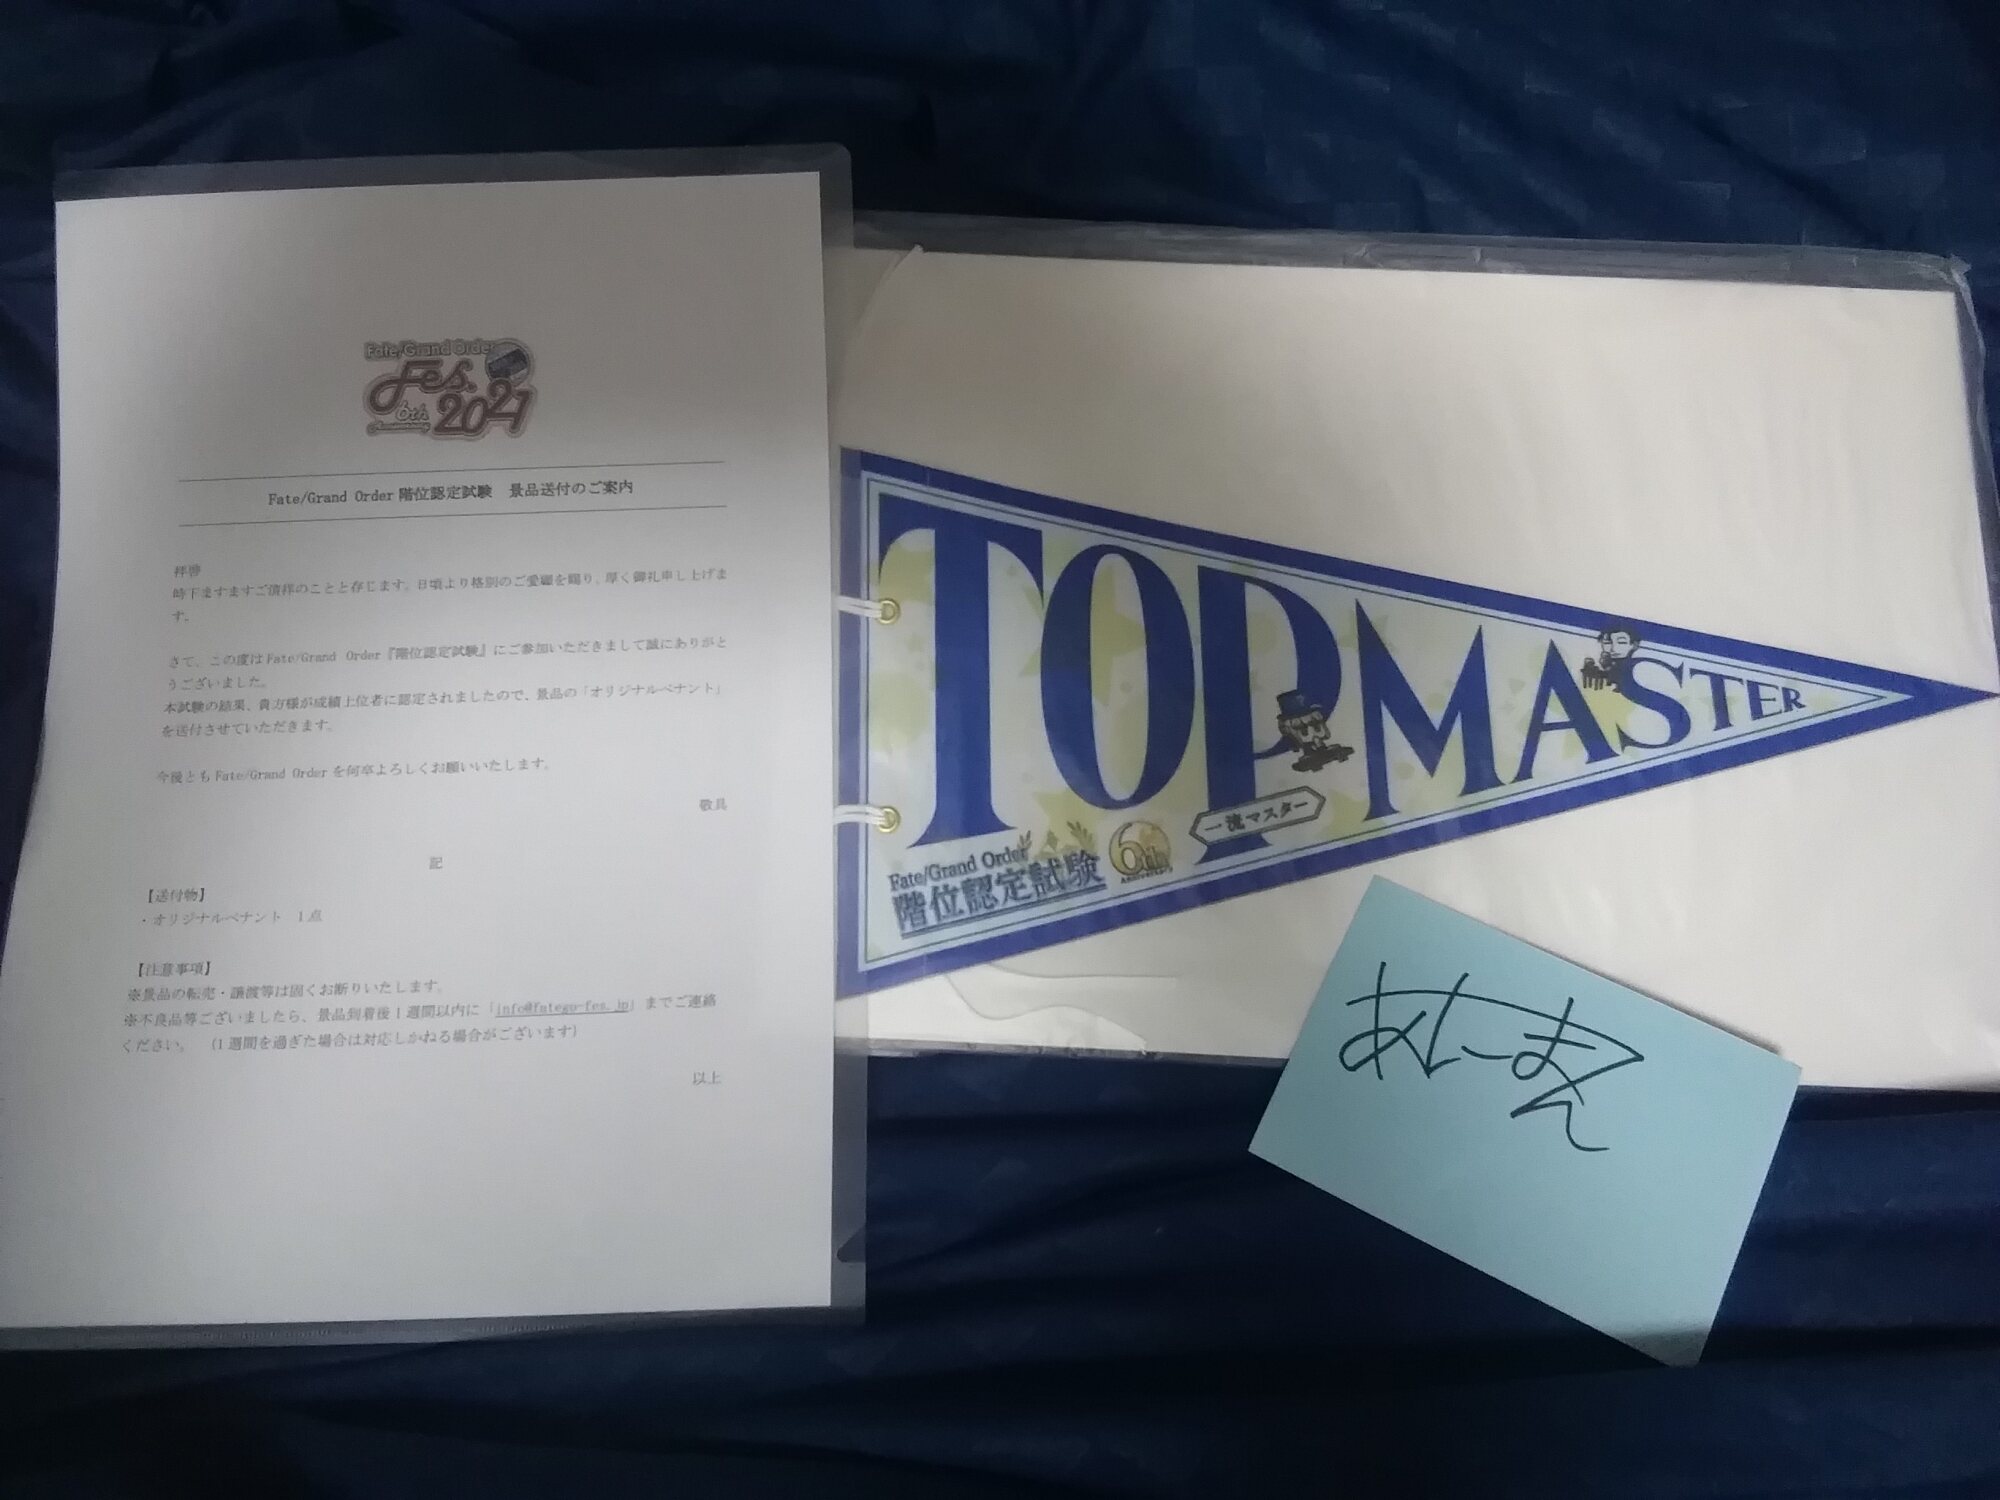 Fate/Grand Order
Fes.
6th
Anniversary
2021
Fate/Grand Order 階位認定試験　景品送付のご案内
拝啓
時下ますますご清祥のことと存じます。日頃より格別のご愛顧を賜り、厚く御礼申し上げま
す。
さて、この度は Fate/Grand Order『階位認定試験』にご参加いただきまして誠にありがと
うございました。
本試験の結果、貴方様が成績上位者に認定されましたので、景品の「オリジナルペナント」
を送付させていただきます。
今後とも Fate/Grand Order を何卒よろしくお願いいたします。
敬具
記
【送付物】
・オリジナルペナント　1点
【注意事項】
※景品の転売・譲渡等は固くお断りいたします。
※不良品等ございましたら、景品到着後1週間以内に「info@fatego-fes.jp」までご連絡
ください。　（1週間を過ぎた場合は対応しかねる場合がございます）
以上
TOP MASTER
一流マスター
Fate/Grand Order
階位認定試験
6th
ANNIVERSARY
あしーまん